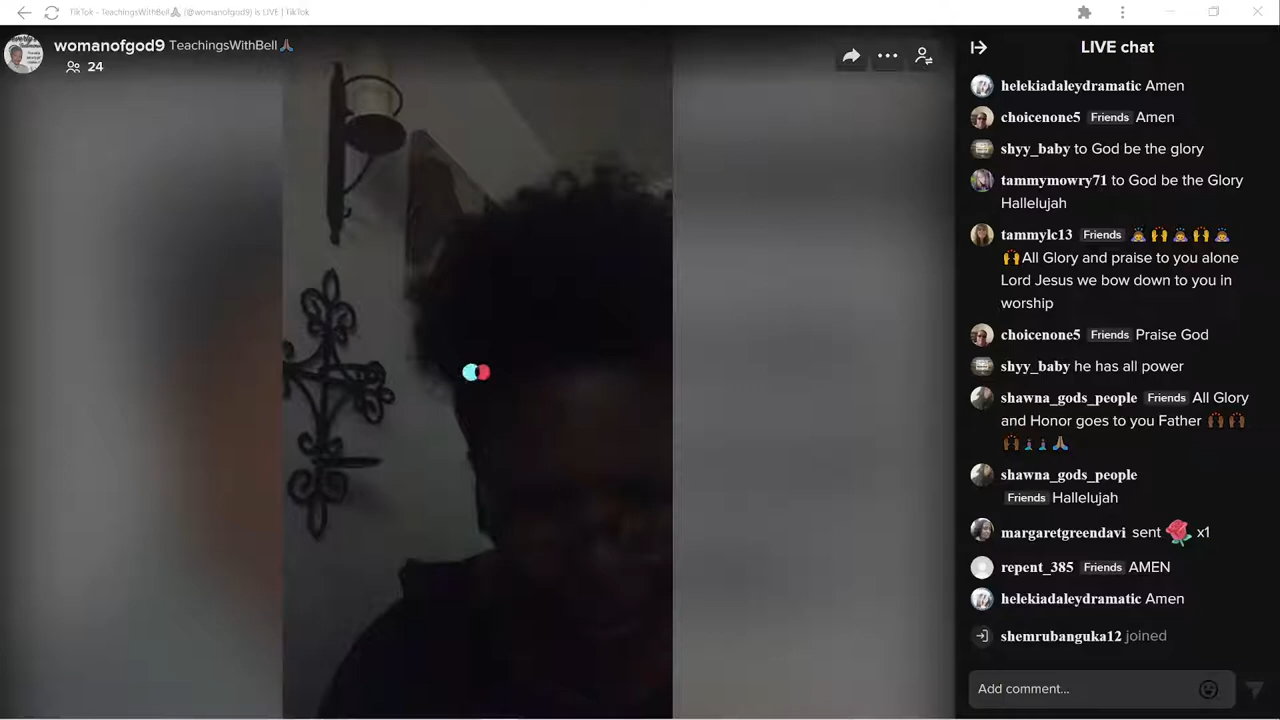 TikTok - TeachingsWithBell🙏🏽 (@womanofgod9) is LIVE | TikTok
womanofgod9 TeachingsWithBell🙏🏽
24
LIVE chat
helekiadaleydramatic Amen
choicenone5 Friends Amen
shyy_baby to God be the glory
tammymowry71 to God be the Glory
Hallelujah
tammylc13 Friends 🙇🙌🙇🙌🙇
🙌All Glory and praise to you alone
Lord Jesus we bow down to you in
worship
choicenone5 Friends Praise God
shyy_baby he has all power
shawna_gods_people Friends All Glory
and Honor goes to you Father 🙌🏾🙌🏾
🙌🏾🧎🏾🧎🏾🙏🏽
shawna_gods_people
Friends Hallelujah
margaretgreendavi sent x1
repent_385 Friends AMEN
helekiadaleydramatic Amen
shemrubanguka12 joined
Add comment...